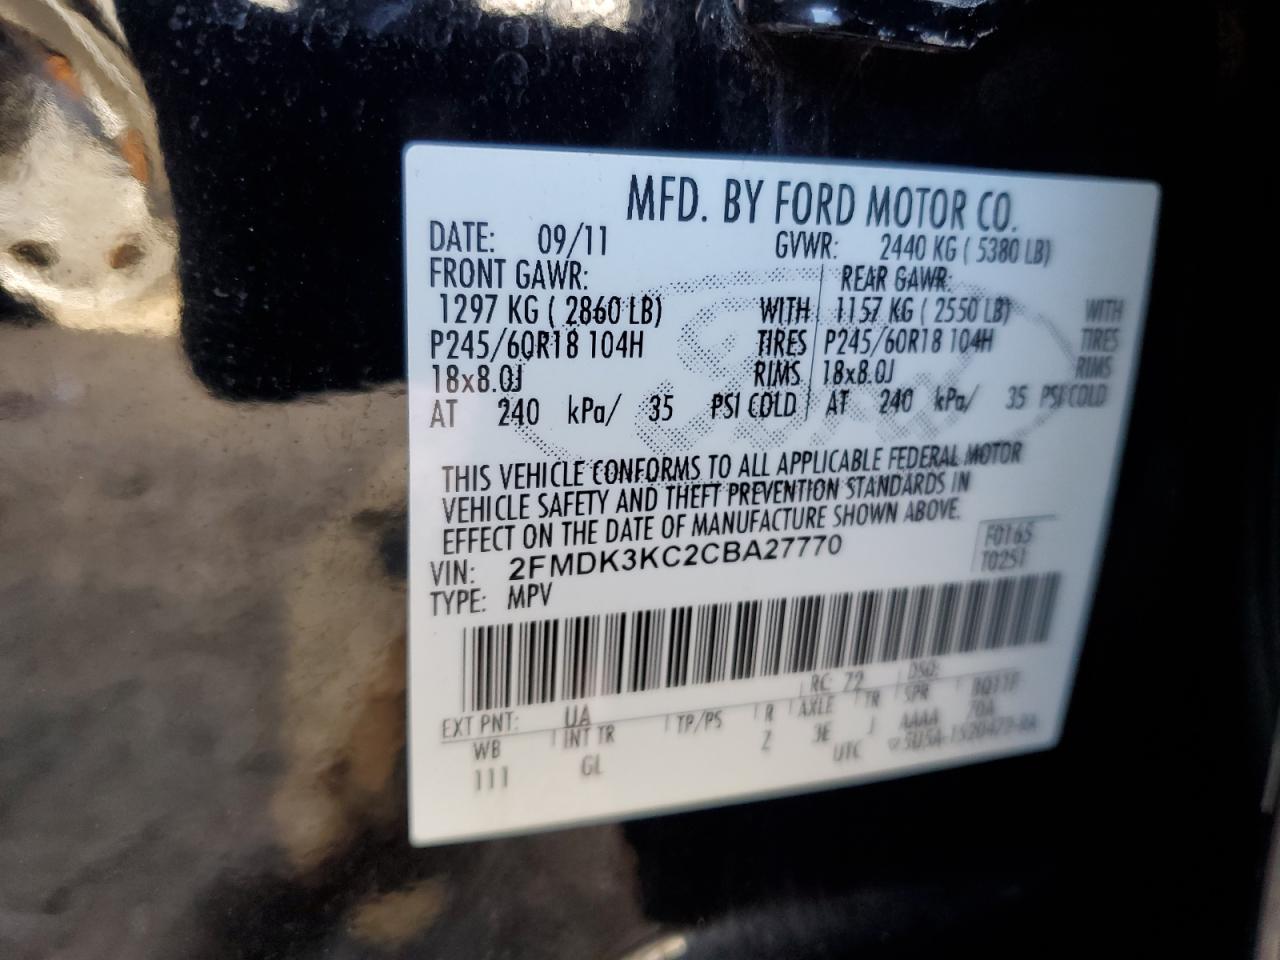 MFD. BY FORD MOTOR CO.
DATE: 09/11 GVWR: 2440 KG ( 5380 LB)
FRONT GAWR: REAR GAWR:
1297 KG ( 2860 LB) WITH 1157 KG ( 2550 LB) WITH
P245/60R18 104H TIRES P245/60R18 104H TIRES
18x8.0J RIMS 18x8.0J RIMS
AT 240 kPa/ 35 PSI COLD AT 240 kPa/ 35 PSI COLD
THIS VEHICLE CONFORMS TO ALL APPLICABLE FEDERAL MOTOR
VEHICLE SAFETY AND THEFT PREVENTION STANDARDS IN
EFFECT ON THE DATE OF MANUFACTURE SHOWN ABOVE.
VIN: 2FMDK3KC2CBA27770 F0165
TYPE: MPV T0251
EXT PNT: UA RC: 72 DSO:
WB INT TR TP/PS R AXLE TR SPR
111 GL Z 3E J AAAA
UTC